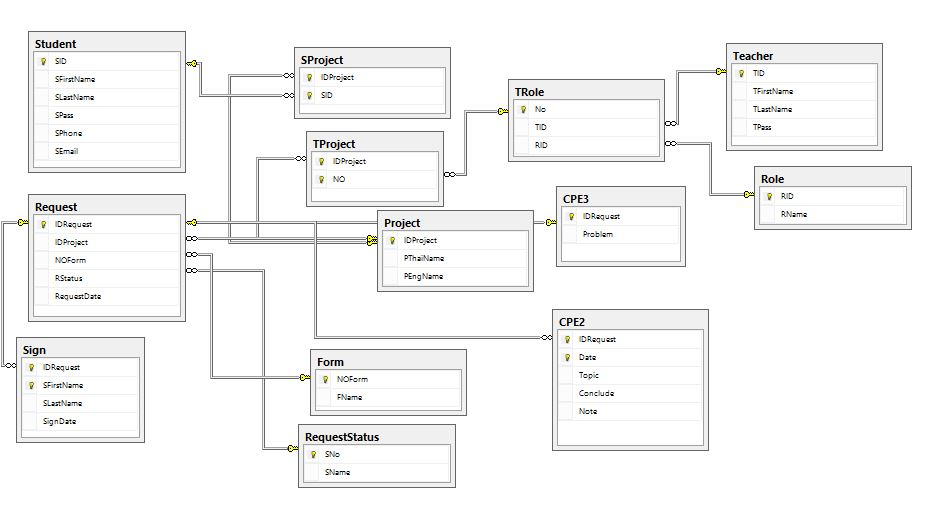 Student
SID
SFirstName
SLastName
SPass
SPhone
SEmail
SProject
IDProject
SID
TProject
IDProject
NO
TRole
No
TID
RID
Teacher
TID
TFirstName
TLastName
TPass
Role
RID
RName
Request
IDRequest
IDProject
NOForm
RStatus
RequestDate
Project
IDProject
PThaiName
PEngName
CPE3
IDRequest
Problem
CPE2
IDRequest
Date
Topic
Conclude
Note
Sign
IDRequest
SFirstName
SLastName
SignDate
Form
NOForm
FName
RequestStatus
SNo
SName